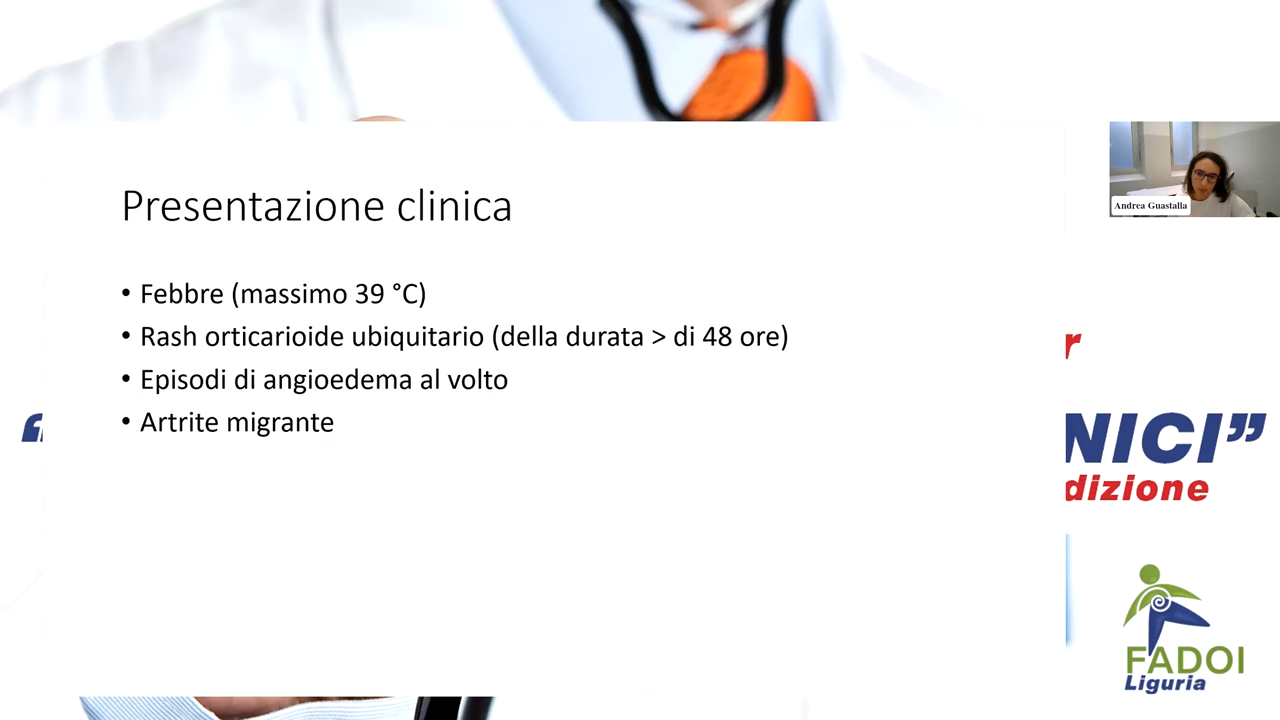 Presentazione clinica
• Febbre (massimo 39 °C)
• Rash orticarioide ubiquitario (della durata > di 48 ore)
• Episodi di angioedema al volto
• Artrite migrante
Andrea Guastalla
r
“ NICI”
dizione
FADOI
Liguria